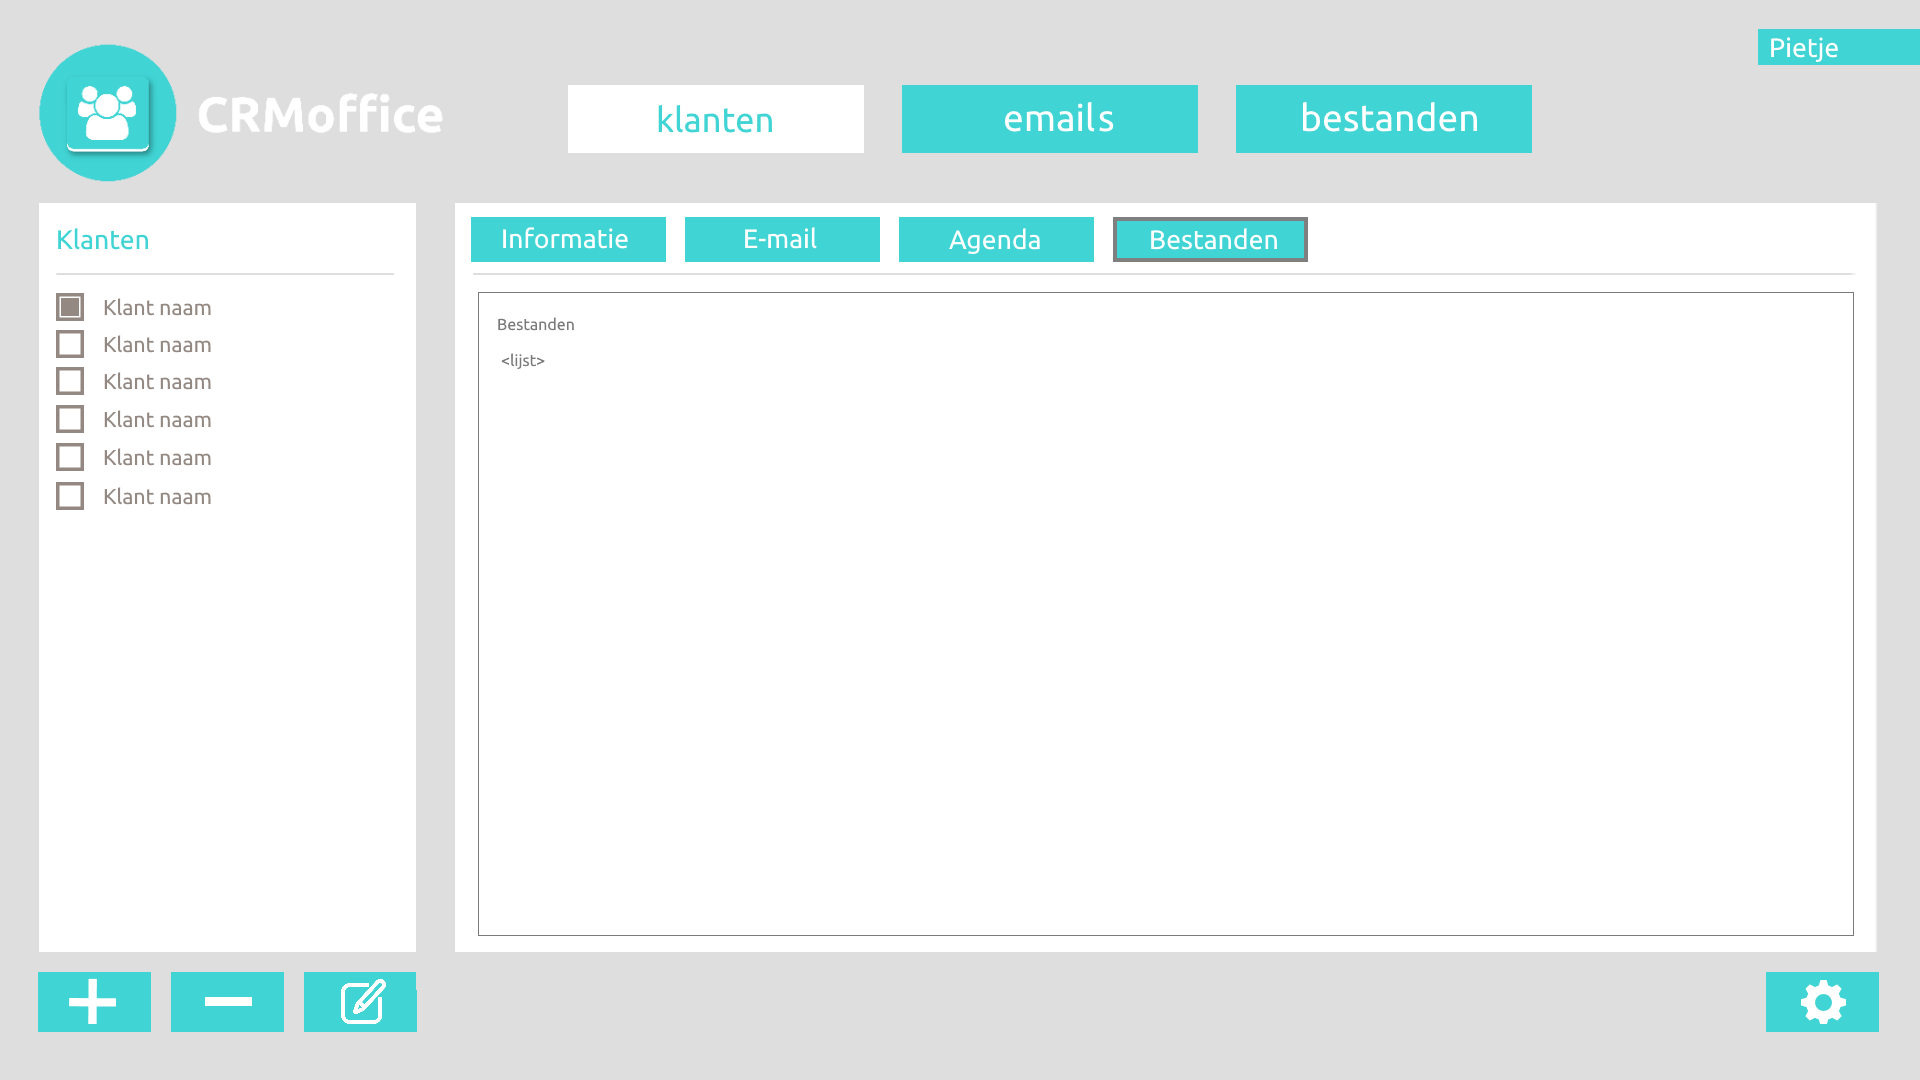 Pietje
CRMoffice
klanten
emails
bestanden
Klanten
Klant naam
Klant naam
Klant naam
Klant naam
Klant naam
Klant naam
Informatie
E-mail
Agenda
Bestanden
Bestanden
<lijst>